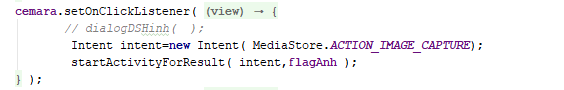 cemara.setOnClickListener( (view) → {
// dialogDSHinh( );
Intent intent=new Intent( MediaStore.ACTION_IMAGE_CAPTURE);
startActivityForResult( intent,flagAnh );
} );